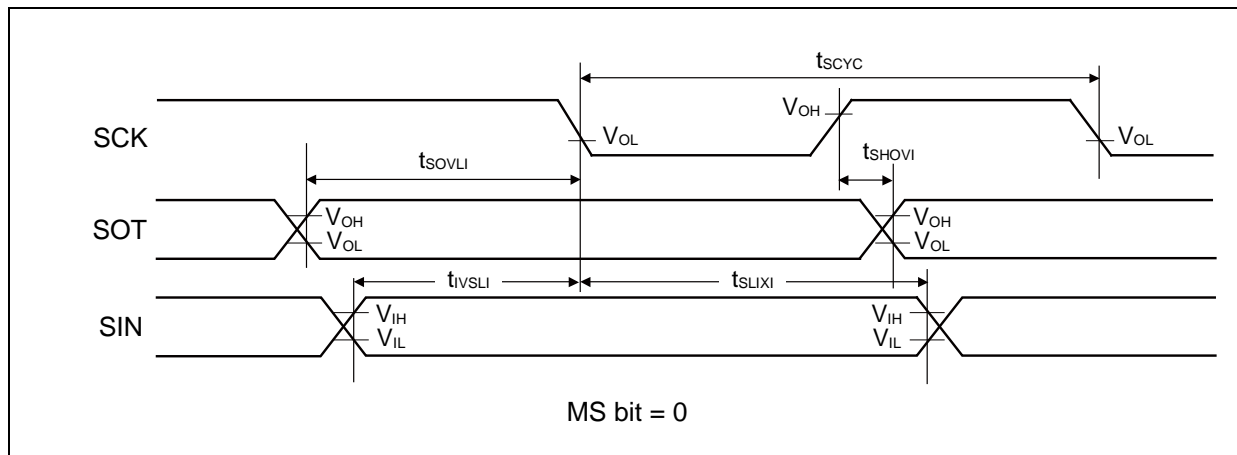 tSCYC
SCK
VOH
VOL
VOL
tSHOVI
tSOVLI
SOT
VOH
VOL
VOH
VOL
tIVSLI
tSLIXI
SIN
VIH
VIL
VIH
VIL
MS bit = 0